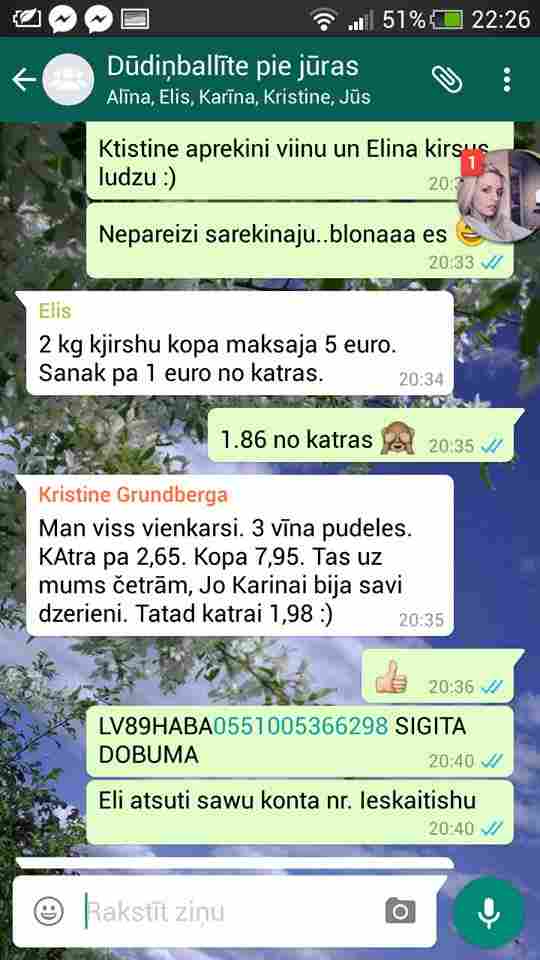 51% 22:26
Dūdiņballīte pie jūras
Alīna, Elis, Karīna, Kristine, Jūs
Ktistine aprekini viinu un Elina kirsus
ludzu :)
1
Nepareizi sarekinaju..blonaaa es
20:33
Elis
2 kg kjirshu kopa maksaja 5 euro.
Sanak pa 1 euro no katras.
20:34
1.86 no katras
20:35
Kristine Grundberga
Man viss vienkarsi. 3 vīna pudeles.
KAtra pa 2,65. Kopa 7,95. Tas uz
mums četrām, Jo Karinai bija savi
dzerieni. Tatad katrai 1,98 :)
20:35
20:36
LV89HABA0551005366298 SIGITA
DOBUMA
20:40
Eli atsuti sawu konta nr. Ieskaitishu
20:40
Rakstīt ziņu